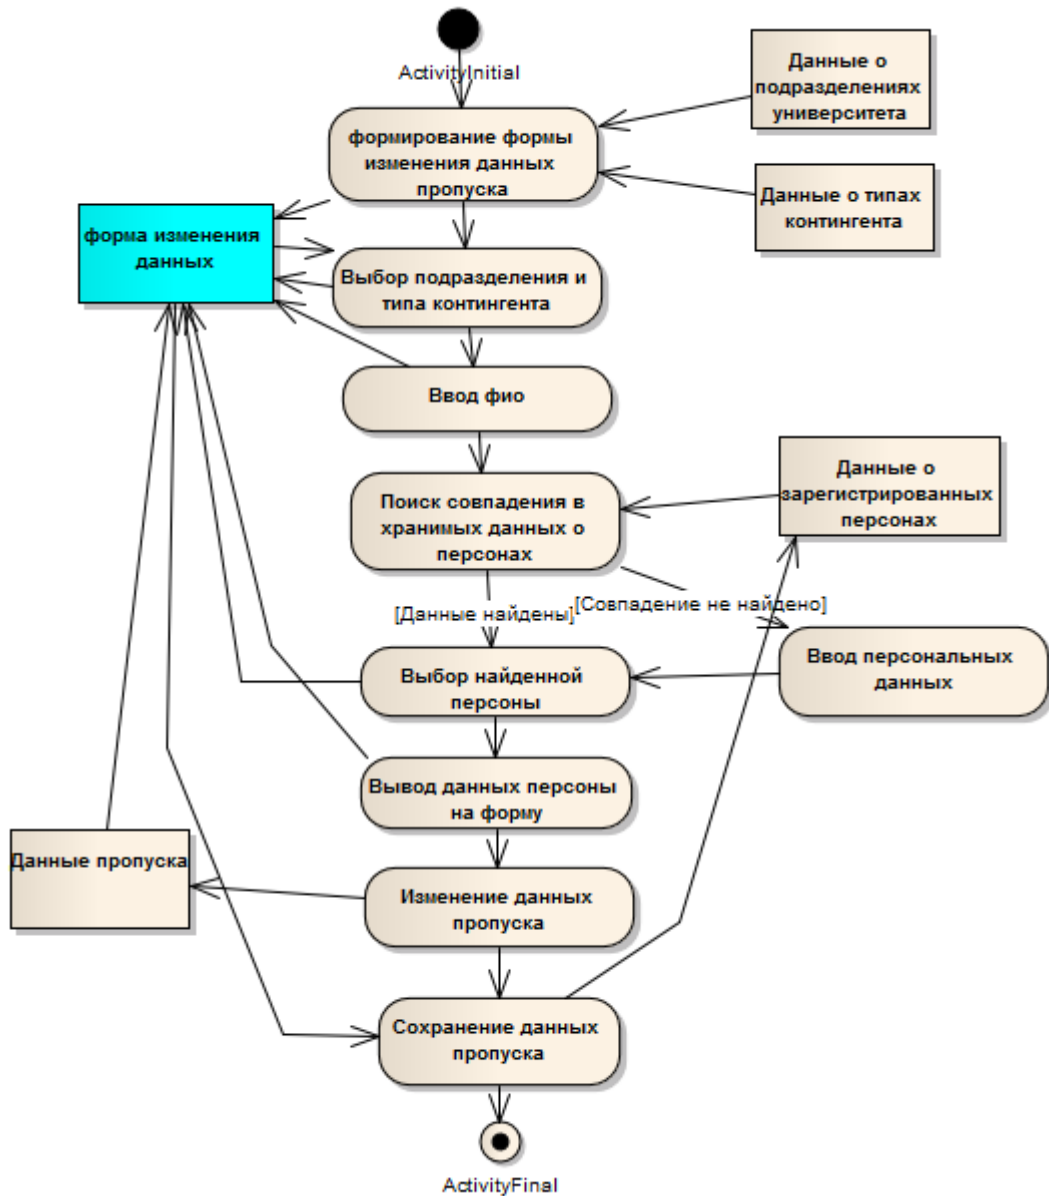 ActivityInitial
Данные о
подразделениях
университета
формирование формы
изменения данных
пропуска
Данные о типах
контингента
форма изменения
данных
Выбор подразделения и
типа контингента
Ввод фио
Данные о
зарегистрированных
персонах
Поиск совпадения в
хранимых данных о
персонах
[Данные найдены]
[Совпадение не найдено]
Ввод персональных
данных
Выбор найденной
персоны
Вывод данных персоны
на форму
Данные пропуска
Изменение данных
пропуска
Сохранение данных
пропуска
ActivityFinal